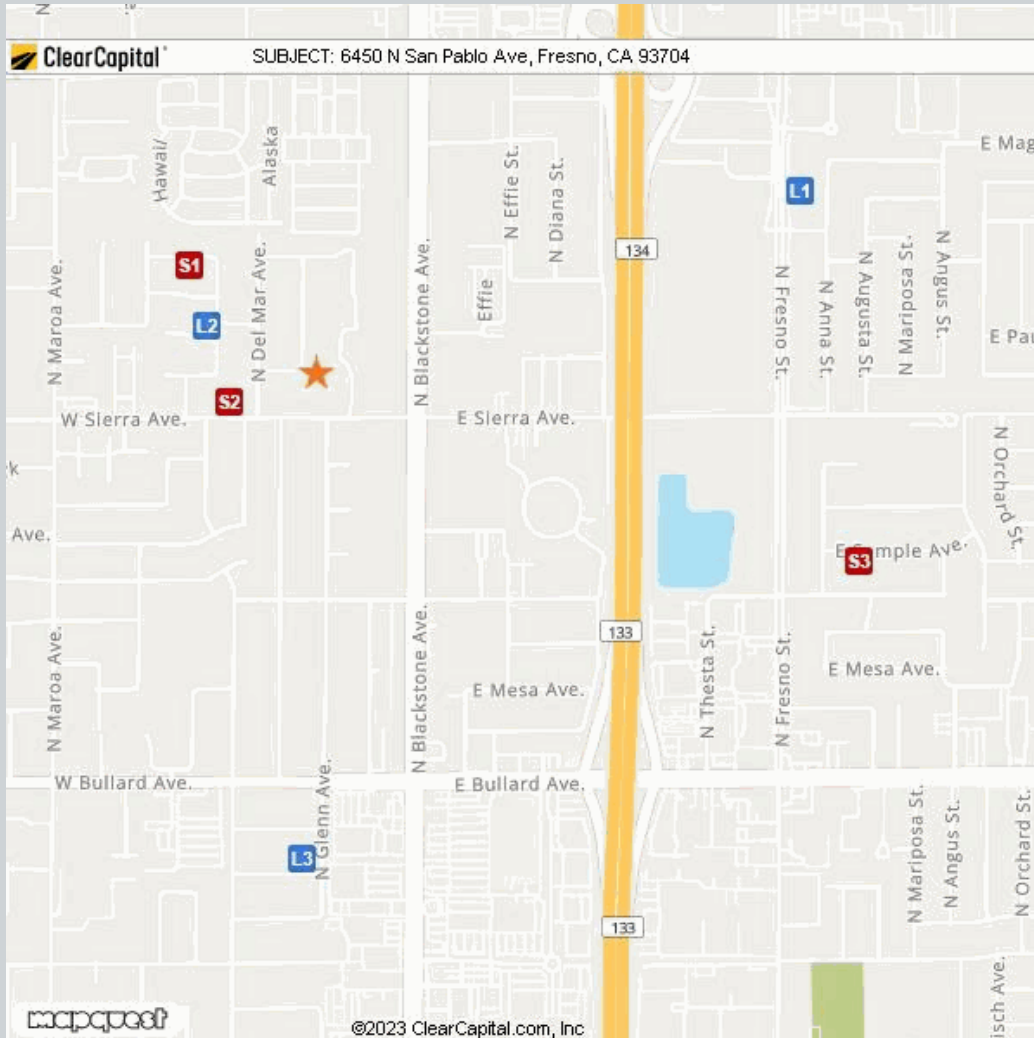 ClearCapital
SUBJECT: 6450 N San Pablo Ave, Fresno, CA 93704
Hawai/
Alaska
N Effie St.
N Diana St.
E Mag
L1
134
S1
N Maroa Ave.
L2
N Del Mar Ave.
N Blackstone Ave.
Effie
N Fresno St.
N Anna St.
N Augusta St.
N Mariposa St.
N Angus St.
E Pau
S2
W Sierra Ave.
E Sierra Ave.
N Orchard St.
Ave.
S3
133
N Maroa Ave.
N Blackstone Ave.
E Mesa Ave.
N Thesta St.
N Fresno St.
E Mesa Ave.
W Bullard Ave.
E Bullard Ave.
N Glenn Ave.
L3
N Mariposa St.
N Angus St.
N Orchard St.
133
isch Ave.
mapquest
©2023 ClearCapital.com, Inc